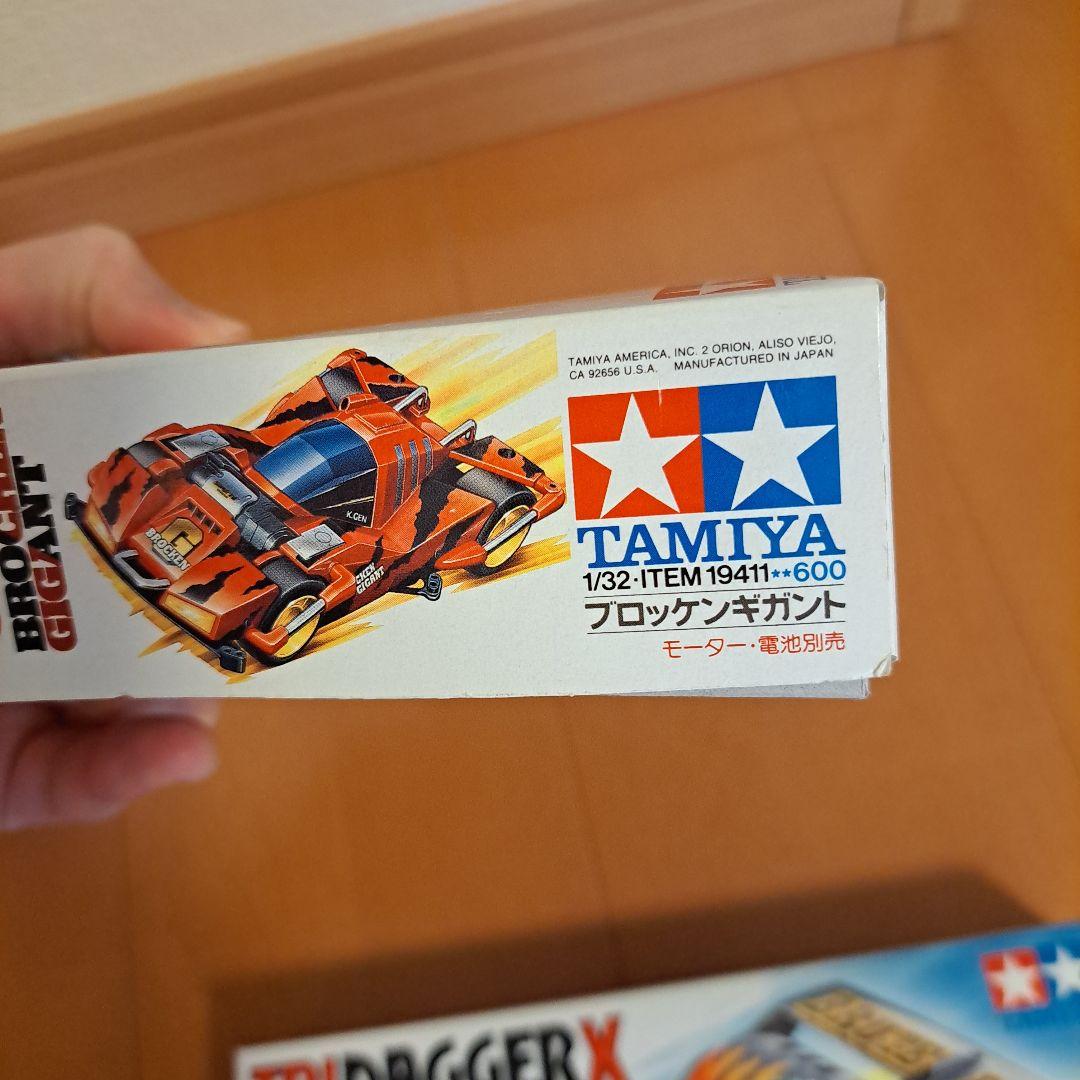 BROCKEN
GIGANT
BROCKEN
G
K.GEN
GIGANT
TAMIYA AMERICA, INC. 2 ORION, ALISO VIEJO,
CA 92656 U.S.A. MANUFACTURED IN JAPAN
TAMIYA
1/32・ITEM 19411★★600
ブロッケンギガント
モーター・電池別売
TRIDAGGER X